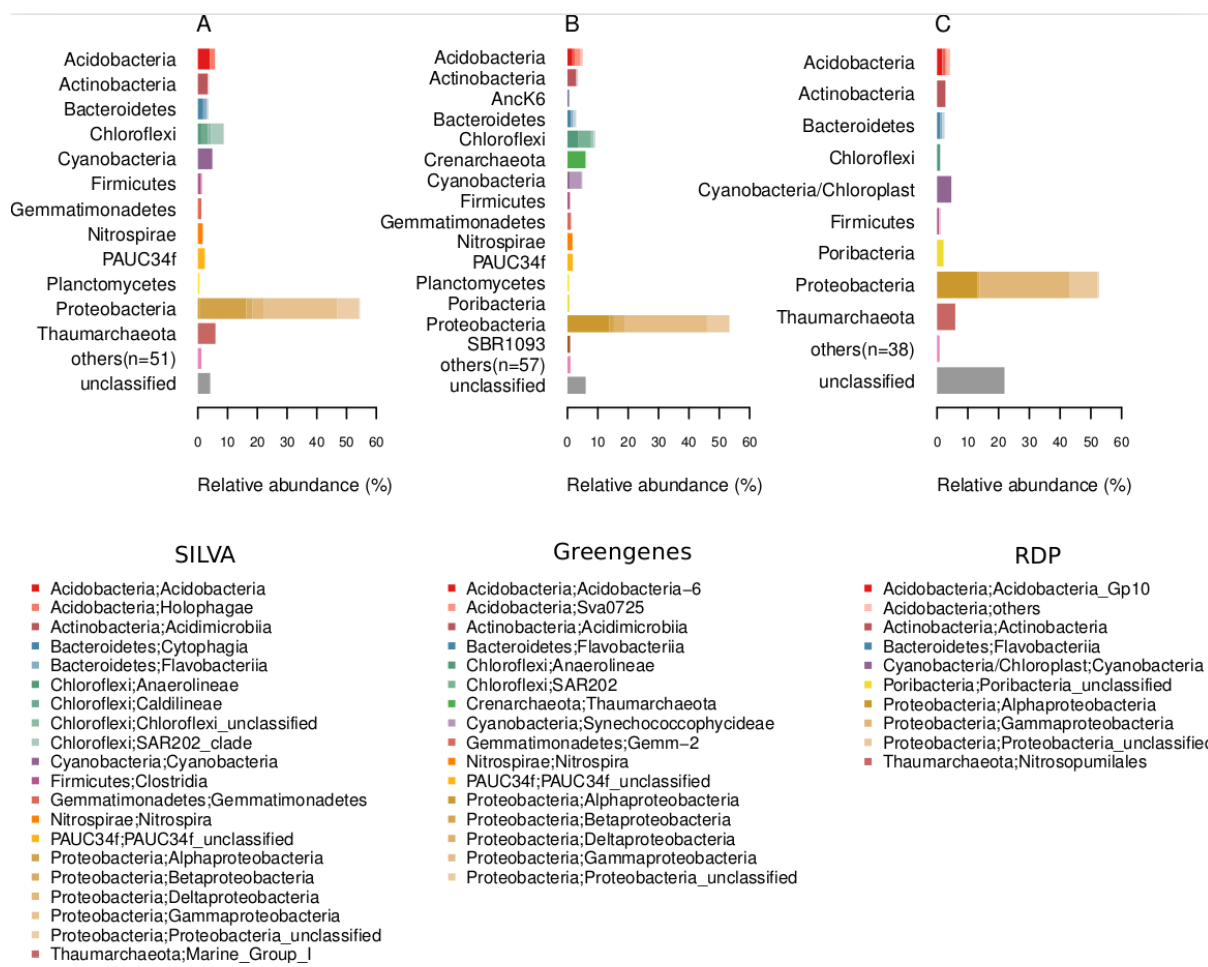 A
Acidobacteria
Actinobacteria
Bacteroidetes
Chloroflexi
Cyanobacteria
Firmicutes
Gemmatimonadetes
Nitrospirae
PAUC34f
Planctomycetes
Proteobacteria
Thaumarchaeota
others(n=51)
unclassified
0 10 20 30 40 50 60
Relative abundance (%)
B
Acidobacteria
Actinobacteria
AncK6
Bacteroidetes
Chloroflexi
Crenarchaeota
Cyanobacteria
Firmicutes
Gemmatimonadetes
Nitrospirae
PAUC34f
Planctomycetes
Poribacteria
Proteobacteria
SBR1093
others(n=57)
unclassified
0 10 20 30 40 50 60
Relative abundance (%)
C
Acidobacteria
Actinobacteria
Bacteroidetes
Chloroflexi
Cyanobacteria/Chloroplast
Firmicutes
Poribacteria
Proteobacteria
Thaumarchaeota
others(n=38)
unclassified
0 10 20 30 40 50 60
Relative abundance (%)
SILVA
Acidobacteria;Acidobacteria
Acidobacteria;Holophagae
Actinobacteria;Acidimicrobiia
Bacteroidetes;Cytophagia
Bacteroidetes;Flavobacteriia
Chloroflexi;Anaerolineae
Chloroflexi;Caldilineae
Chloroflexi;Chloroflexi_unclassified
Chloroflexi;SAR202_clade
Cyanobacteria;Cyanobacteria
Firmicutes;Clostridia
Gemmatimonadetes;Gemmatimonadetes
Nitrospirae;Nitrospira
PAUC34f;PAUC34f_unclassified
Proteobacteria;Alphaproteobacteria
Proteobacteria;Betaproteobacteria
Proteobacteria;Deltaproteobacteria
Proteobacteria;Gammaproteobacteria
Proteobacteria;Proteobacteria_unclassified
Thaumarchaeota;Marine_Group_I
Greengenes
Acidobacteria;Acidobacteria−6
Acidobacteria;Sva0725
Actinobacteria;Acidimicrobiia
Bacteroidetes;Flavobacteriia
Chloroflexi;Anaerolineae
Chloroflexi;SAR202
Crenarchaeota;Thaumarchaeota
Cyanobacteria;Synechococcophycideae
Gemmatimonadetes;Gemm−2
Nitrospirae;Nitrospira
PAUC34f;PAUC34f_unclassified
Proteobacteria;Alphaproteobacteria
Proteobacteria;Betaproteobacteria
Proteobacteria;Deltaproteobacteria
Proteobacteria;Gammaproteobacteria
Proteobacteria;Proteobacteria_unclassified
RDP
Acidobacteria;Acidobacteria_Gp10
Acidobacteria;others
Actinobacteria;Actinobacteria
Bacteroidetes;Flavobacteriia
Cyanobacteria/Chloroplast;Cyanobacteria
Poribacteria;Poribacteria_unclassified
Proteobacteria;Alphaproteobacteria
Proteobacteria;Gammaproteobacteria
Proteobacteria;Proteobacteria_unclassified
Thaumarchaeota;Nitrosopumilales